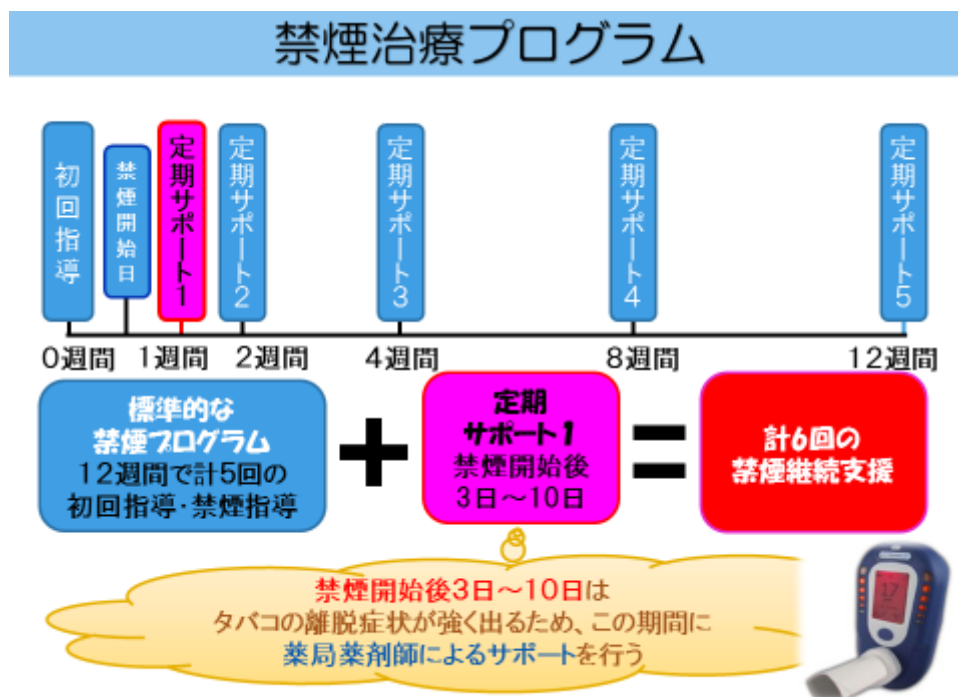 禁煙治療プログラム
初回指導
禁煙開始日
定期サポート1
定期サポート2
定期サポート3
定期サポート4
定期サポート5
0週間
1週間
2週間
4週間
8週間
12週間
標準的な
禁煙プログラム
12週間で計5回の
初回指導・禁煙指導
+
定期
サポート1
禁煙開始後
3日～10日
=
計6回の
禁煙継続支援
禁煙開始後3日～10日は
タバコの離脱症状が強く出るため、この期間に
薬局薬剤師によるサポートを行う
17